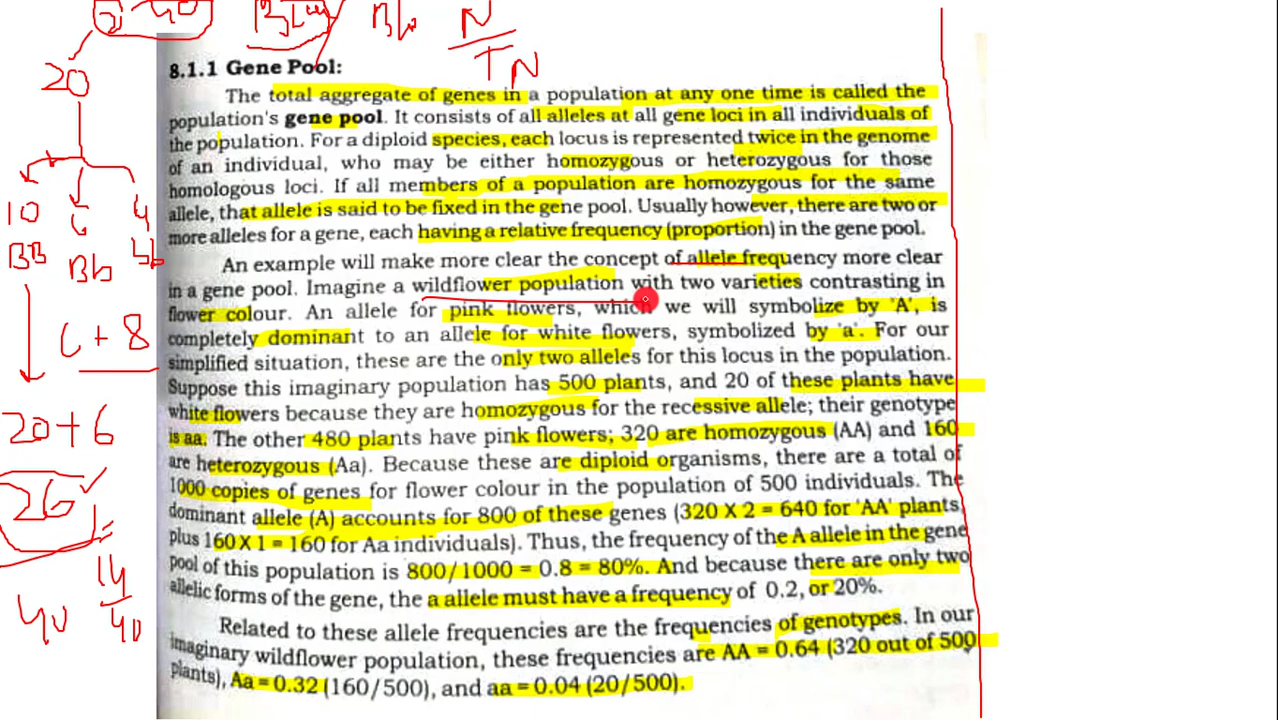 40
Bb
N
TN
20
10 6 4
BB Bb bb
6 + 8
20+6
26
14
40
40
8.1.1 Gene Pool:
The total aggregate of genes in a population at any one time is called the
population's gene pool. It consists of all alleles at all gene loci in all individuals of
the population. For a diploid species, each locus is represented twice in the genome
of an individual, who may be either homozygous or heterozygous for those
homologous loci. If all members of a population are homozygous for the same
allele, that allele is said to be fixed in the gene pool. Usually however, there are two or
more alleles for a gene, each having a relative frequency (proportion) in the gene pool.
An example will make more clear the concept of allele frequency more clear
in a gene pool. Imagine a wildflower population with two varieties contrasting in
flower colour. An allele for pink flowers, which we will symbolize by 'A', is
completely dominant to an allele for white flowers, symbolized by 'a'. For our
simplified situation, these are the only two alleles for this locus in the population.
Suppose this imaginary population has 500 plants, and 20 of these plants have
white flowers because they are homozygous for the recessive allele; their genotype
is aa. The other 480 plants have pink flowers; 320 are homozygous (AA) and 160
are heterozygous (Aa). Because these are diploid organisms, there are a total of
1000 copies of genes for flower colour in the population of 500 individuals. The
dominant allele (A) accounts for 800 of these genes (320 X 2 = 640 for 'AA' plants,
plus 160 X 1 = 160 for Aa individuals). Thus, the frequency of the A allele in the gene
pool of this population is 800/1000 = 0.8 = 80%. And because there are only two
allelic forms of the gene, the a allele must have a frequency of 0.2, or 20%.
Related to these allele frequencies are the frequencies of genotypes. In our
imaginary wildflower population, these frequencies are AA = 0.64 (320 out of 500
plants), Aa = 0.32 (160/500), and aa = 0.04 (20/500).